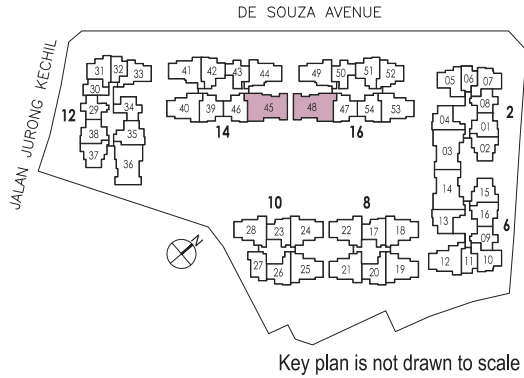 DE SOUZA AVENUE
JALAN JURONG KECHIL
31 32 33
30
29 34
12
38 35
37 36
41 42 43 44
40 39 46 45
14
49 50 51 52
48 47 54 53
16
05 06 07
08
2
04 01
03 02
14 15
13 16
6
09
12 11 10
10
28 23 24
27 26 25
8
22 17 18
21 20 19
N
Key plan is not drawn to scale